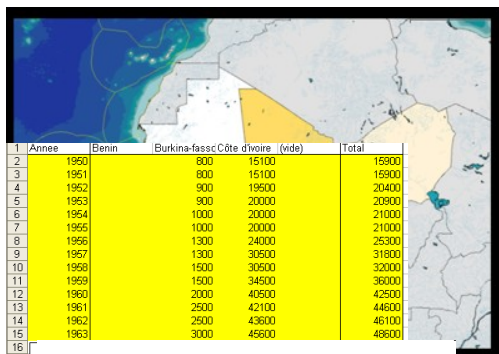 1 Annee Benin Burkina-fassc Côte d'ivoire (vide) Total
2 1950 800 15100 15900
3 1951 800 15100 15900
4 1952 900 19500 20400
5 1953 900 20000 20900
6 1954 1000 20000 21000
7 1955 1000 20000 21000
8 1956 1300 24000 25300
9 1957 1300 30500 31800
10 1958 1500 30500 32000
11 1959 1500 34500 36000
12 1960 2000 40500 42500
13 1961 2500 42100 44600
14 1962 2500 43600 46100
15 1963 3000 45600 48600
16